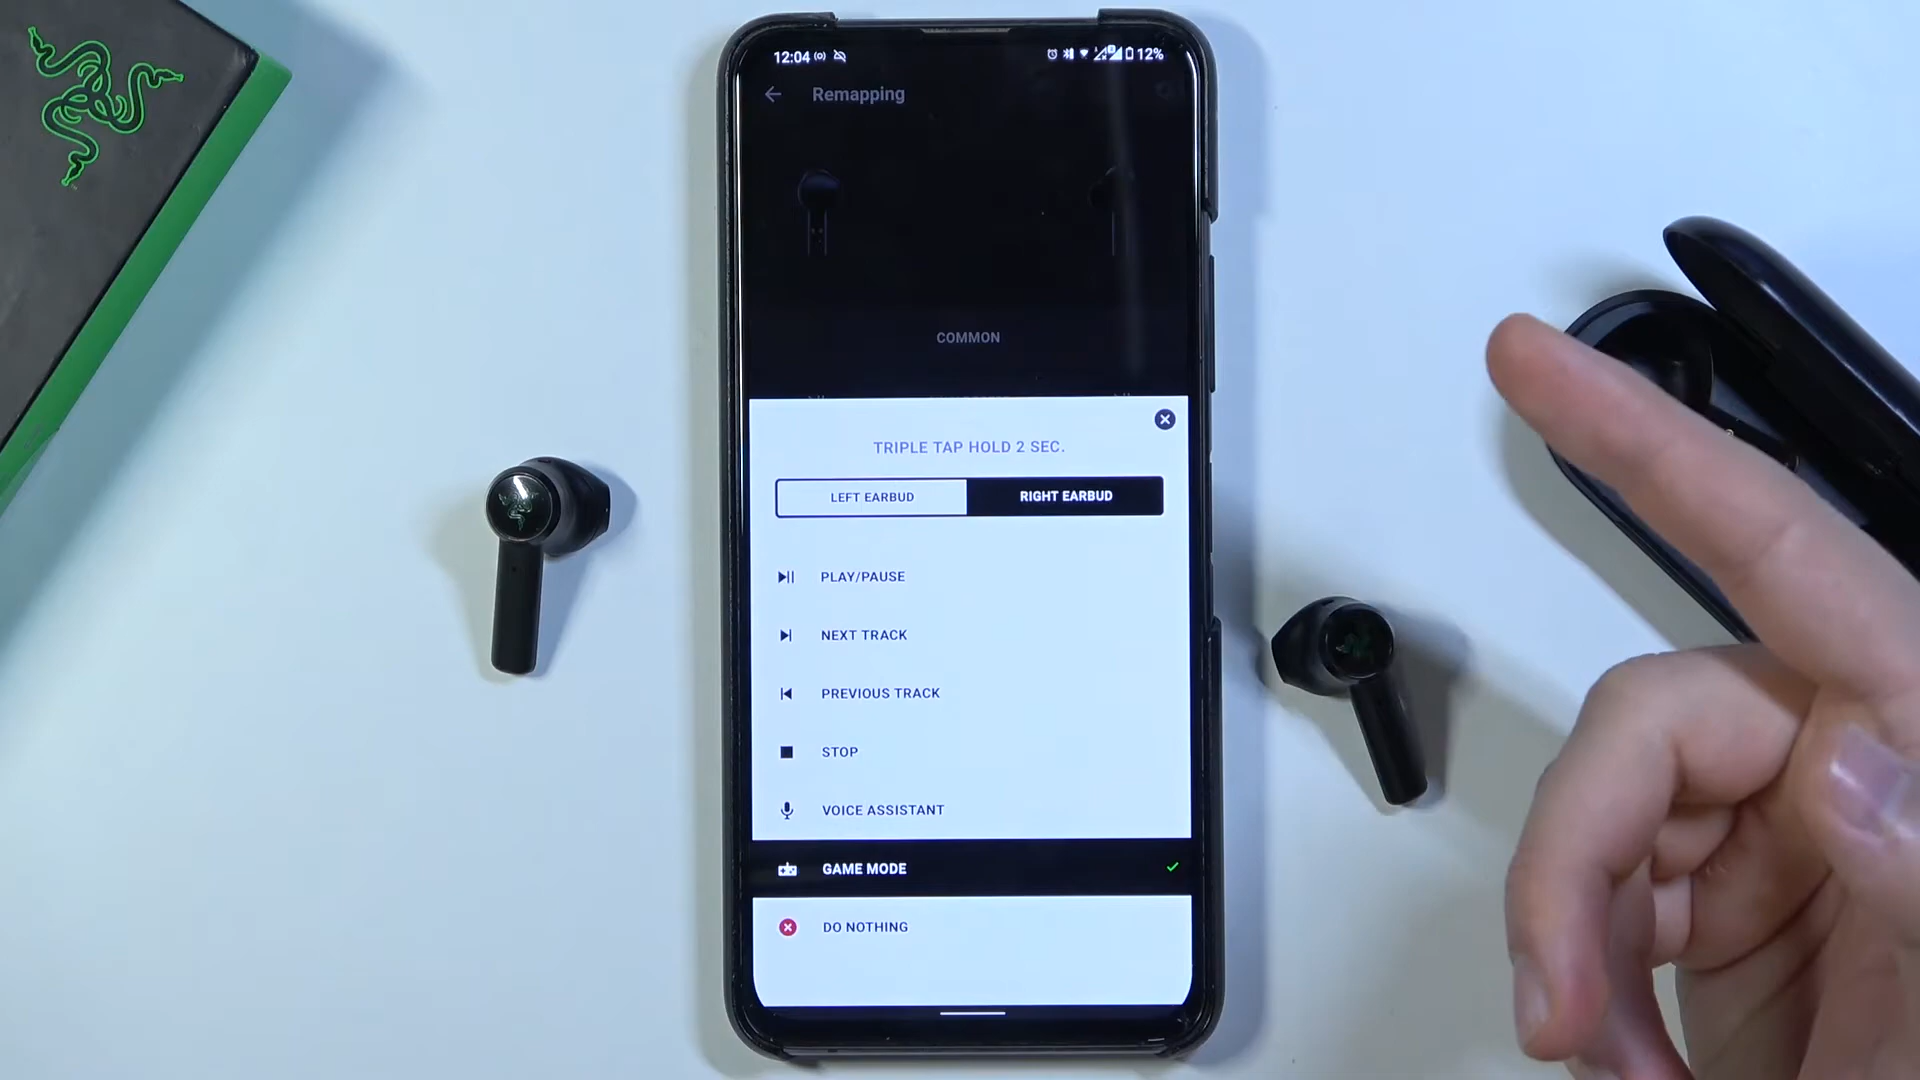 12:04
12%
Remapping
COMMON
TRIPLE TAP HOLD 2 SEC.
LEFT EARBUD
RIGHT EARBUD
PLAY/PAUSE
NEXT TRACK
PREVIOUS TRACK
STOP
VOICE ASSISTANT
GAME MODE
DO NOTHING